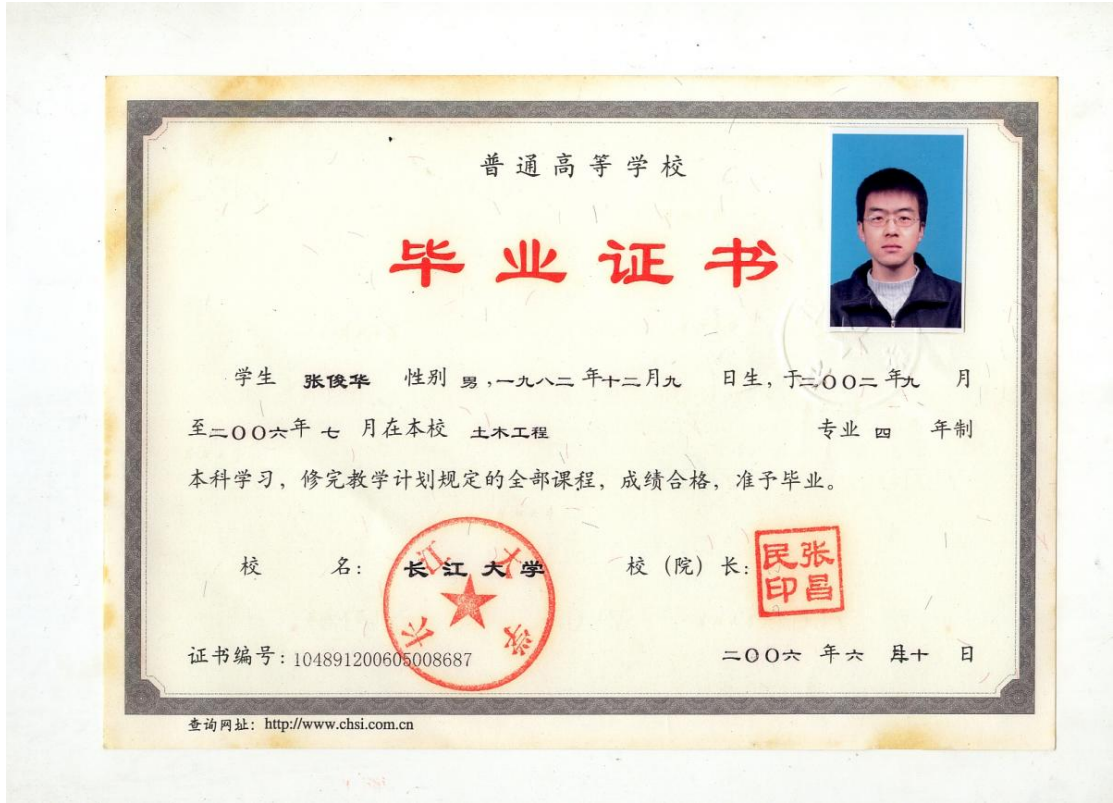 普通高等学校
毕业证书
学生 张俊华 性别 男,一九八二年十二月九 日生,于二〇〇二年九 月
至二〇〇六年 七 月在本校 土木工程 专业 四 年制
本科学习,修完教学计划规定的全部课程,成绩合格,准予毕业。
校 名: 长江大学 校(院)长: 张昌民印
长江大学
证书编号:104891200605008687 二〇〇六 年六 月十 日
查询网址:http://www.chsi.com.cn